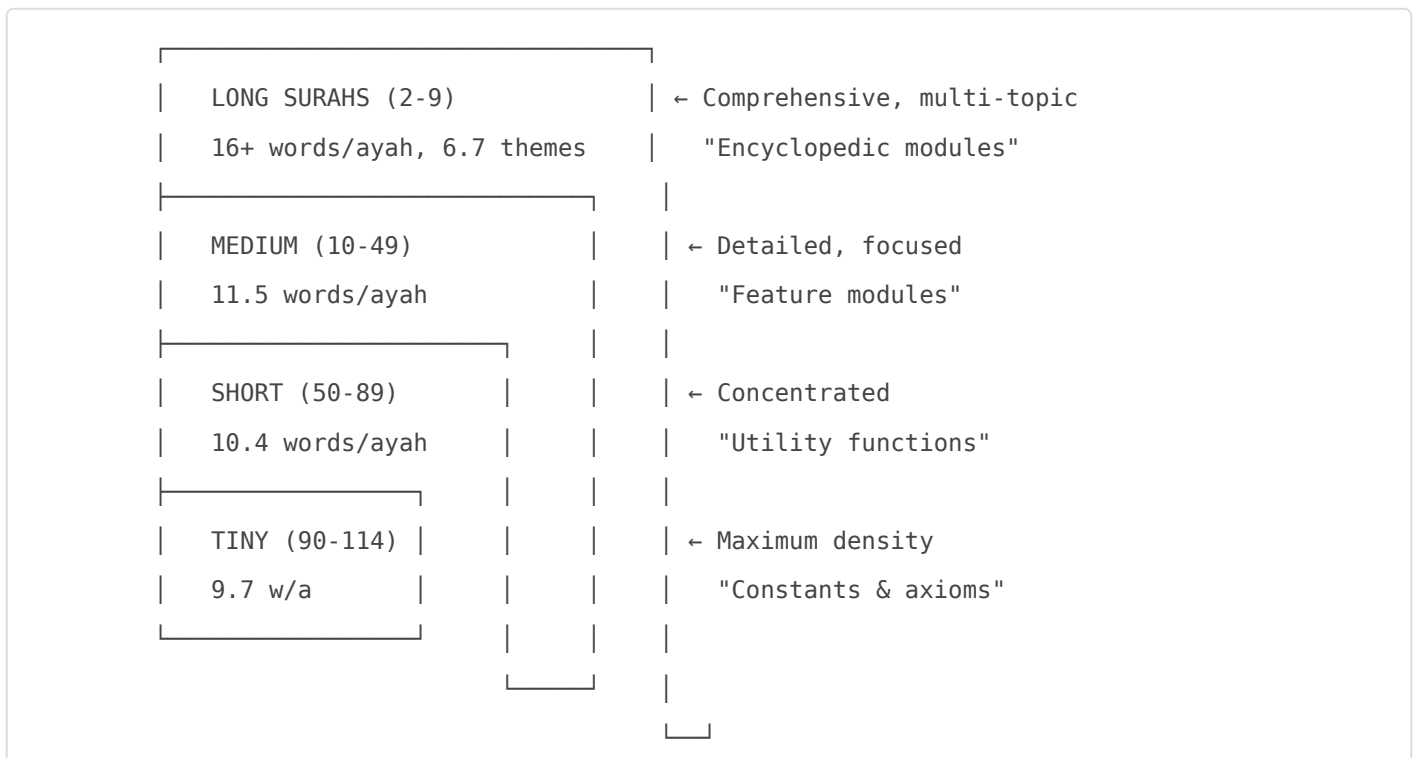 LONG SURAHS (2-9) ← Comprehensive, multi-topic
16+ words/ayah, 6.7 themes "Encyclopedic modules"
MEDIUM (10-49) ← Detailed, focused
11.5 words/ayah "Feature modules"
SHORT (50-89) ← Concentrated
10.4 words/ayah "Utility functions"
TINY (90-114) ← Maximum density
9.7 w/a "Constants & axioms"